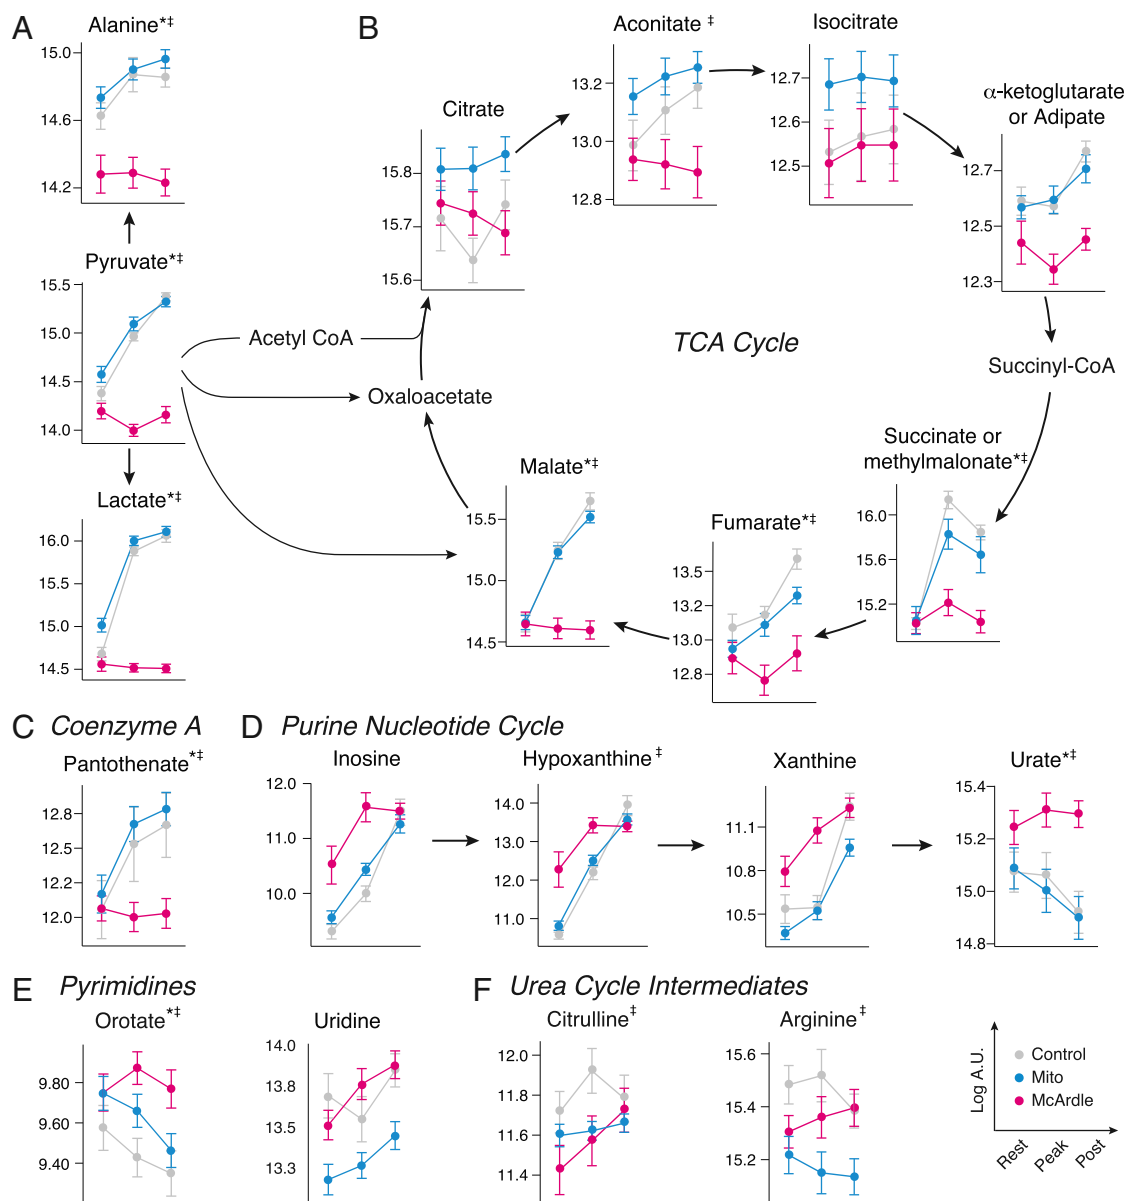 A
Alanine*‡
15.0
14.6
14.2
Pyruvate*‡
15.5
15.0
14.5
14.0
Lactate*‡
16.0
15.5
15.0
14.5
B
Citrate
15.8
15.7
15.6
Aconitate ‡
13.2
13.0
12.8
Isocitrate
12.7
12.6
12.5
α-ketoglutarate
or Adipate
12.7
12.5
12.3
Acetyl CoA
Oxaloacetate
TCA Cycle
Succinyl-CoA
Succinate or
methylmalonate*‡
16.0
15.6
15.2
Fumarate*‡
13.5
13.2
13.0
12.8
Malate*‡
15.5
15.0
14.5
C Coenzyme A
Pantothenate*‡
12.8
12.5
12.2
12.0
D Purine Nucleotide Cycle
Inosine
12.0
11.0
10.0
Hypoxanthine ‡
14.0
13.0
12.0
11.0
Xanthine
11.1
10.8
10.5
Urate*‡
15.4
15.2
15.0
14.8
E Pyrimidines
Orotate*‡
9.80
9.60
9.40
Uridine
14.0
13.8
13.5
13.3
F Urea Cycle Intermediates
Citrulline‡
12.0
11.8
11.6
11.4
Arginine‡
15.6
15.4
15.2
Log A.U.
Control
Mito
McArdle
Rest
Peak
Post